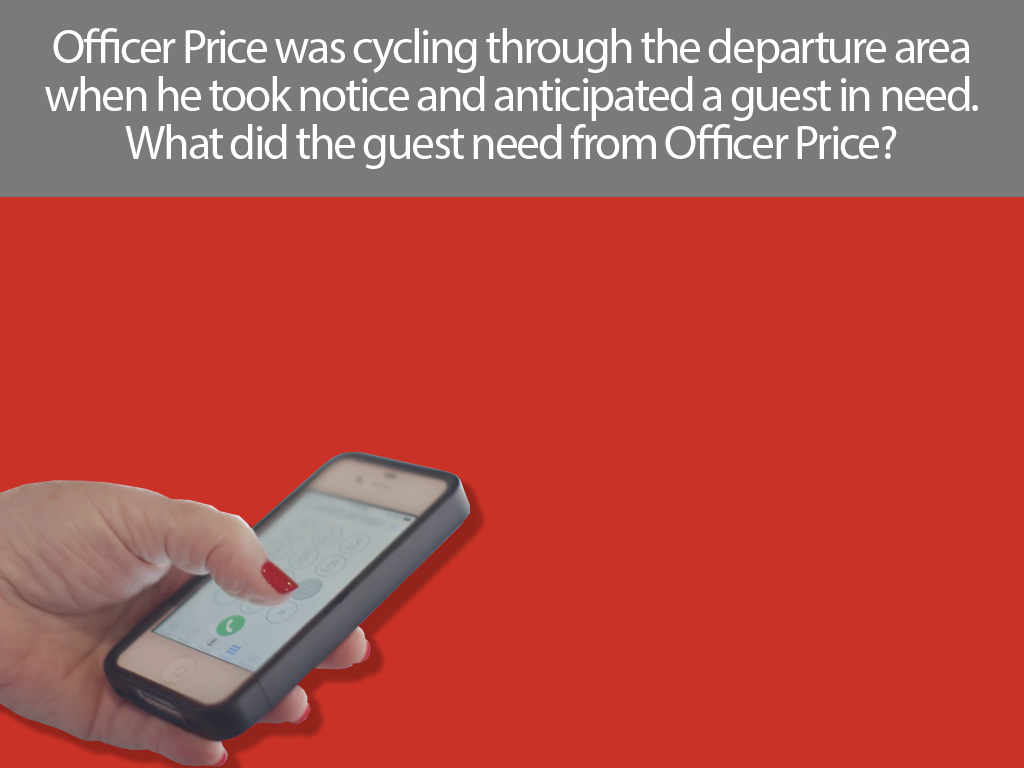 Officer Price was cycling through the departure area
when he took notice and anticipated a guest in need.
What did the guest need from Officer Price?